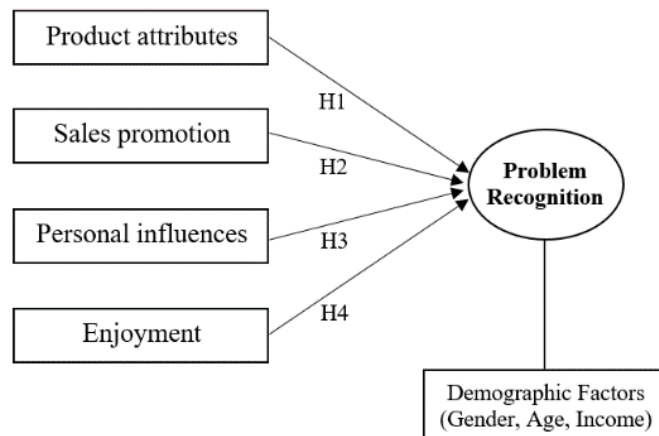 Product attributes
H1
Sales promotion
H2
Problem
Recognition
Personal influences
H3
Enjoyment
H4
Demographic Factors
(Gender, Age, Income)